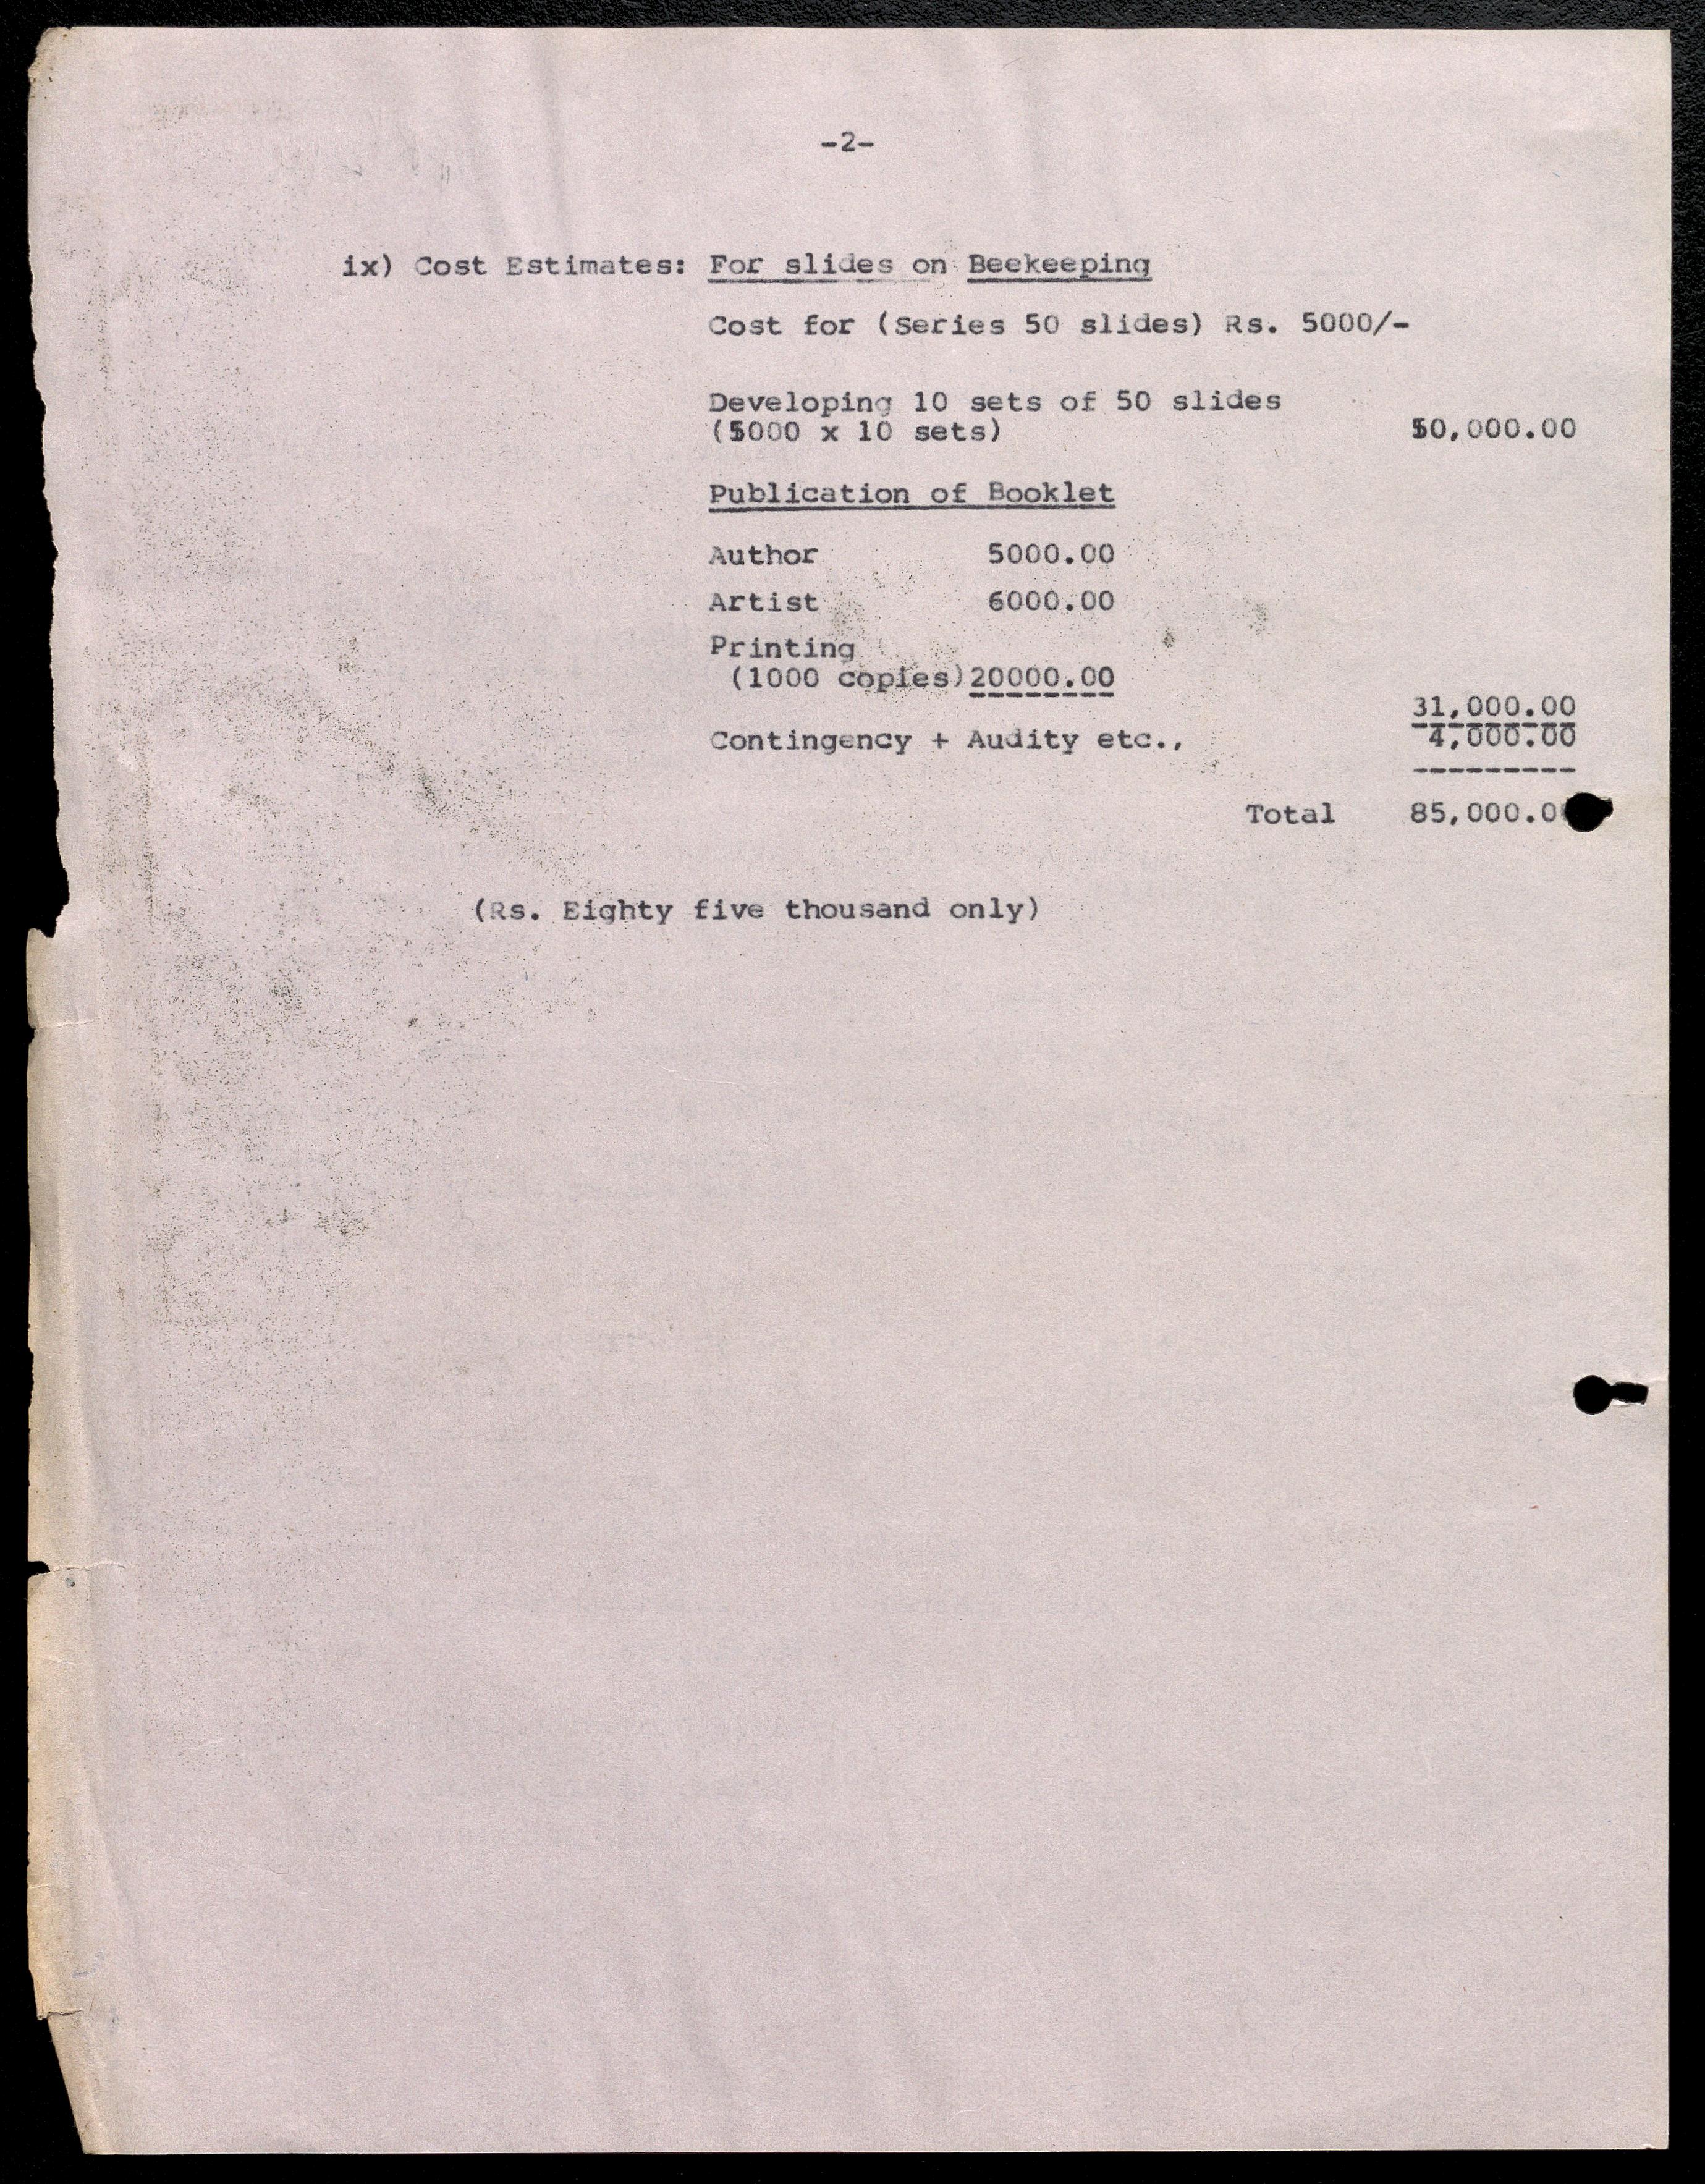 -2-
ix) Cost Estimates: For slides on Beekeeping
Cost for (Series 50 slides) Rs. 5000/-
Developing 10 sets of 50 slides
(5000 x 10 sets) 50,000.00
Publication of Booklet
Author 5000.00
Artist 6000.00
Printing
(1000 copies) 20000.00
31,000.00
Contingency + Audity etc., 4,000.00
Total 85,000.0
(Rs. Eighty five thousand only)